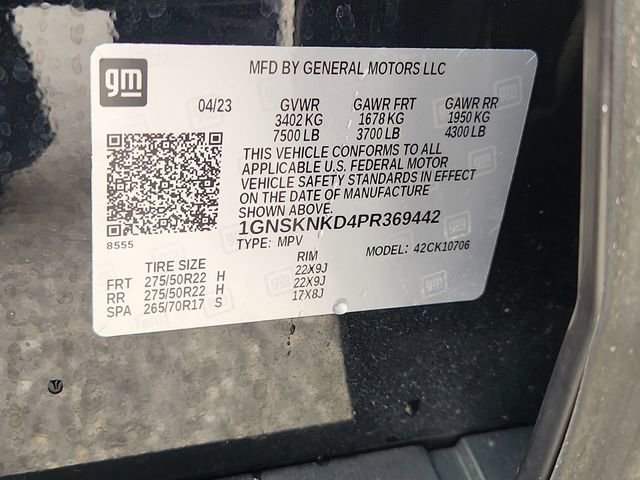 gm
MFD BY GENERAL MOTORS LLC
04/23 GVWR GAWR FRT GAWR RR
3402 KG 1678 KG 1950 KG
7500 LB 3700 LB 4300 LB
THIS VEHICLE CONFORMS TO ALL
APPLICABLE U.S. FEDERAL MOTOR
VEHICLE SAFETY STANDARDS IN EFFECT
ON THE DATE OF MANUFACTURE
SHOWN ABOVE.
8555
1GNSKNKD4PR369442
TYPE: MPV MODEL: 42CK10706
TIRE SIZE RIM
FRT 275/50R22 H 22X9J
RR 275/50R22 H 22X9J
SPA 265/70R17 S 17X8J